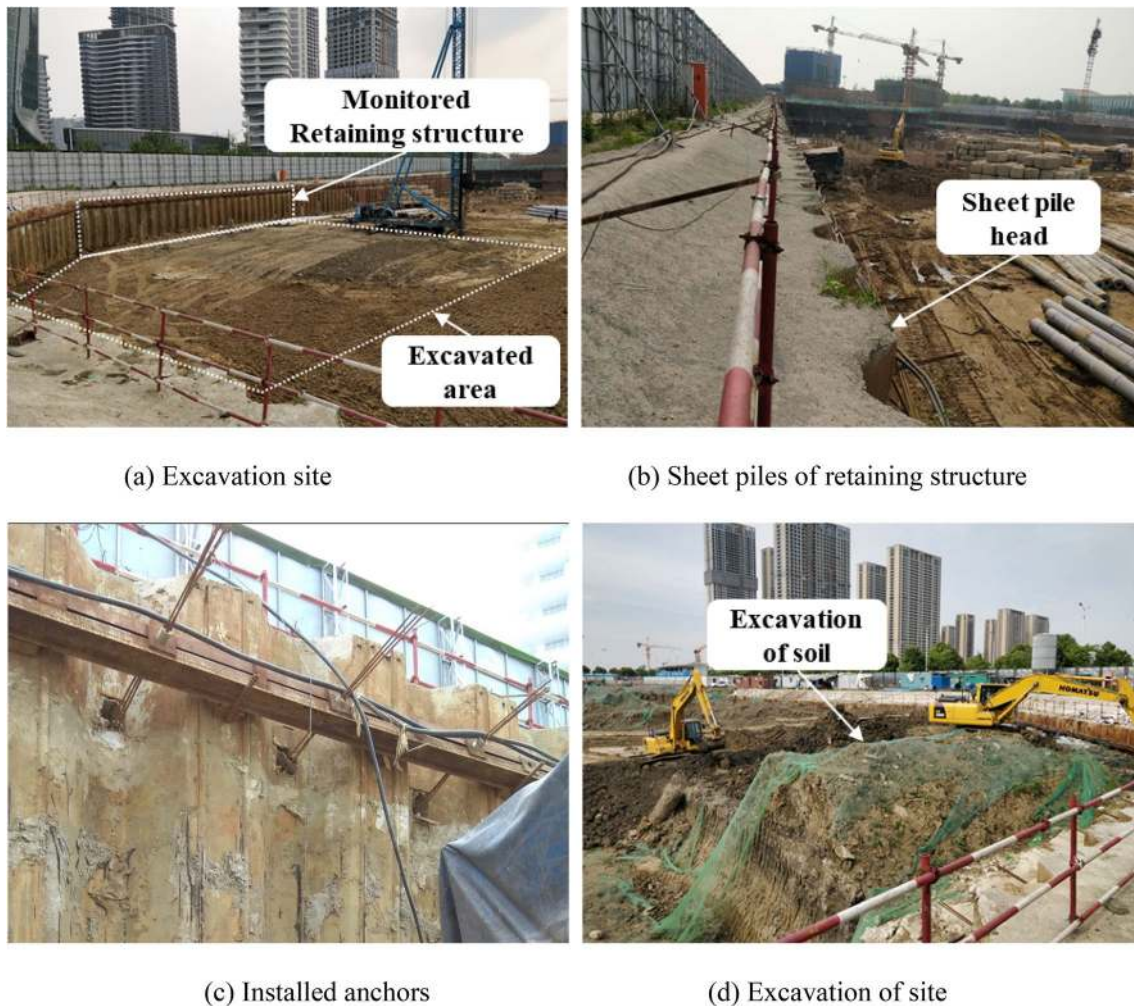 Monitored
Retaining structure
Excavated
area
Sheet pile
head
(a) Excavation site
(b) Sheet piles of retaining structure
Excavation
of soil
KOMATSU
(c) Installed anchors
(d) Excavation of site